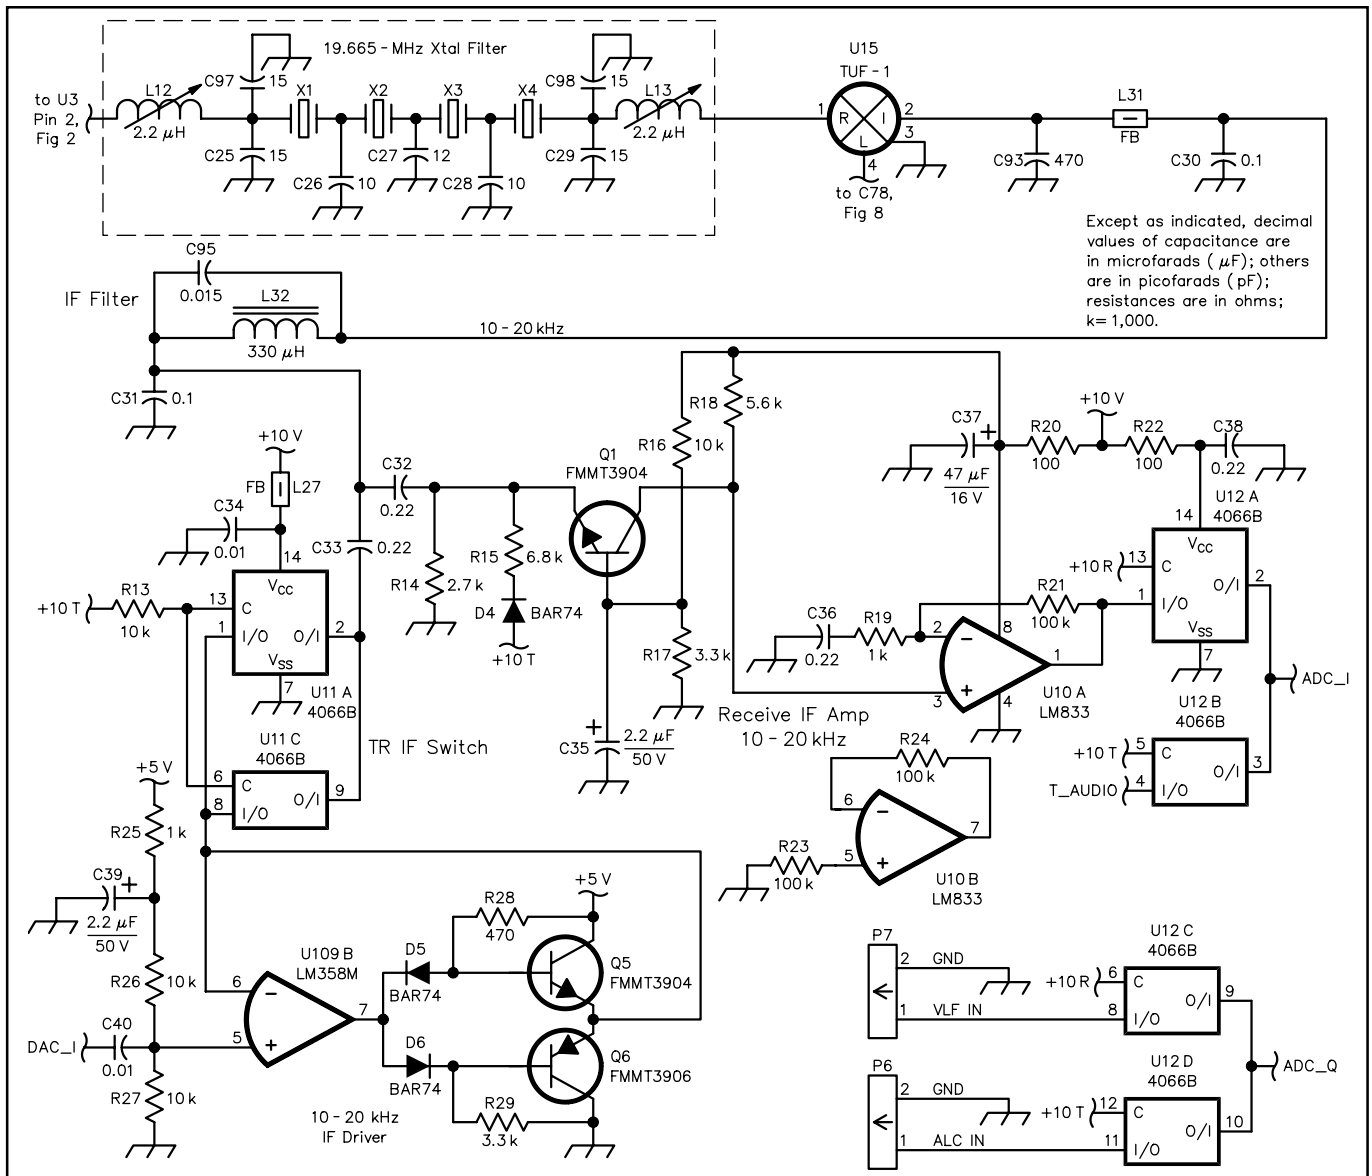 19.665-MHz Xtal Filter
to U3
Pin 2,
Fig 2
L12
2.2 μH
C97 15
C25 15
X1
C26 10
X2
C27 12
X3
C28 10
X4
C98 15
C29 15
L13
2.2 μH
U15
TUF-1
1 R I 2
3
L
4
to C78,
Fig 8
C93 470
L31
FB
C30 0.1
Except as indicated, decimal
values of capacitance are
in microfarads (μF); others
are in picofarads (pF);
resistances are in ohms;
k=1,000.
IF Filter
C95
0.015
L32
330 μH
10-20 kHz
C31 0.1
+10 V
FB L27
C34
0.01
C33 0.22
C32
0.22
+10 T
R13
10 k
14
VCC
13 C
1 I/O O/I 2
VSS
7
U11 A
4066B
U11 C
4066B
6 C
8 I/O O/I 9
TR IF Switch
R14 2.7 k
R15 6.8 k
D4 BAR74
+10 T
Q1
FMMT3904
R16 10 k
R18 5.6 k
R17 3.3 k
C35 2.2 μF
50 V
Receive IF Amp
10-20 kHz
C37
47 μF
16 V
+10 V
R20
100
R22
100
C38
0.22
U12 A
4066B
14
VCC
+10 R 13 C
1 I/O O/I 2
VSS
7
C36
0.22
R19
1 k
R21
100 k
2
3
8
1
4
U10 A
LM833
ADC_I
U12 B
4066B
+10 T 5 C
T_AUDIO 4 I/O O/I 3
R24
100 k
6
5
7
R23
100 k
U10 B
LM833
+5 V
R25 1 k
C39
2.2 μF
50 V
R26 10 k
DAC_I
C40
0.01
R27 10 k
U109 B
LM358M
6
5
7
D5
BAR74
D6
BAR74
R28
470
R29
3.3 k
+5 V
Q5
FMMT3904
Q6
FMMT3906
10-20 kHz
IF Driver
P7
2 GND
1 VLF IN
U12 C
4066B
+10 R 6 C
8 I/O O/I 9
P6
2 GND
1 ALC IN
U12 D
4066B
+10 T 12 C
11 I/O O/I 10
ADC_Q